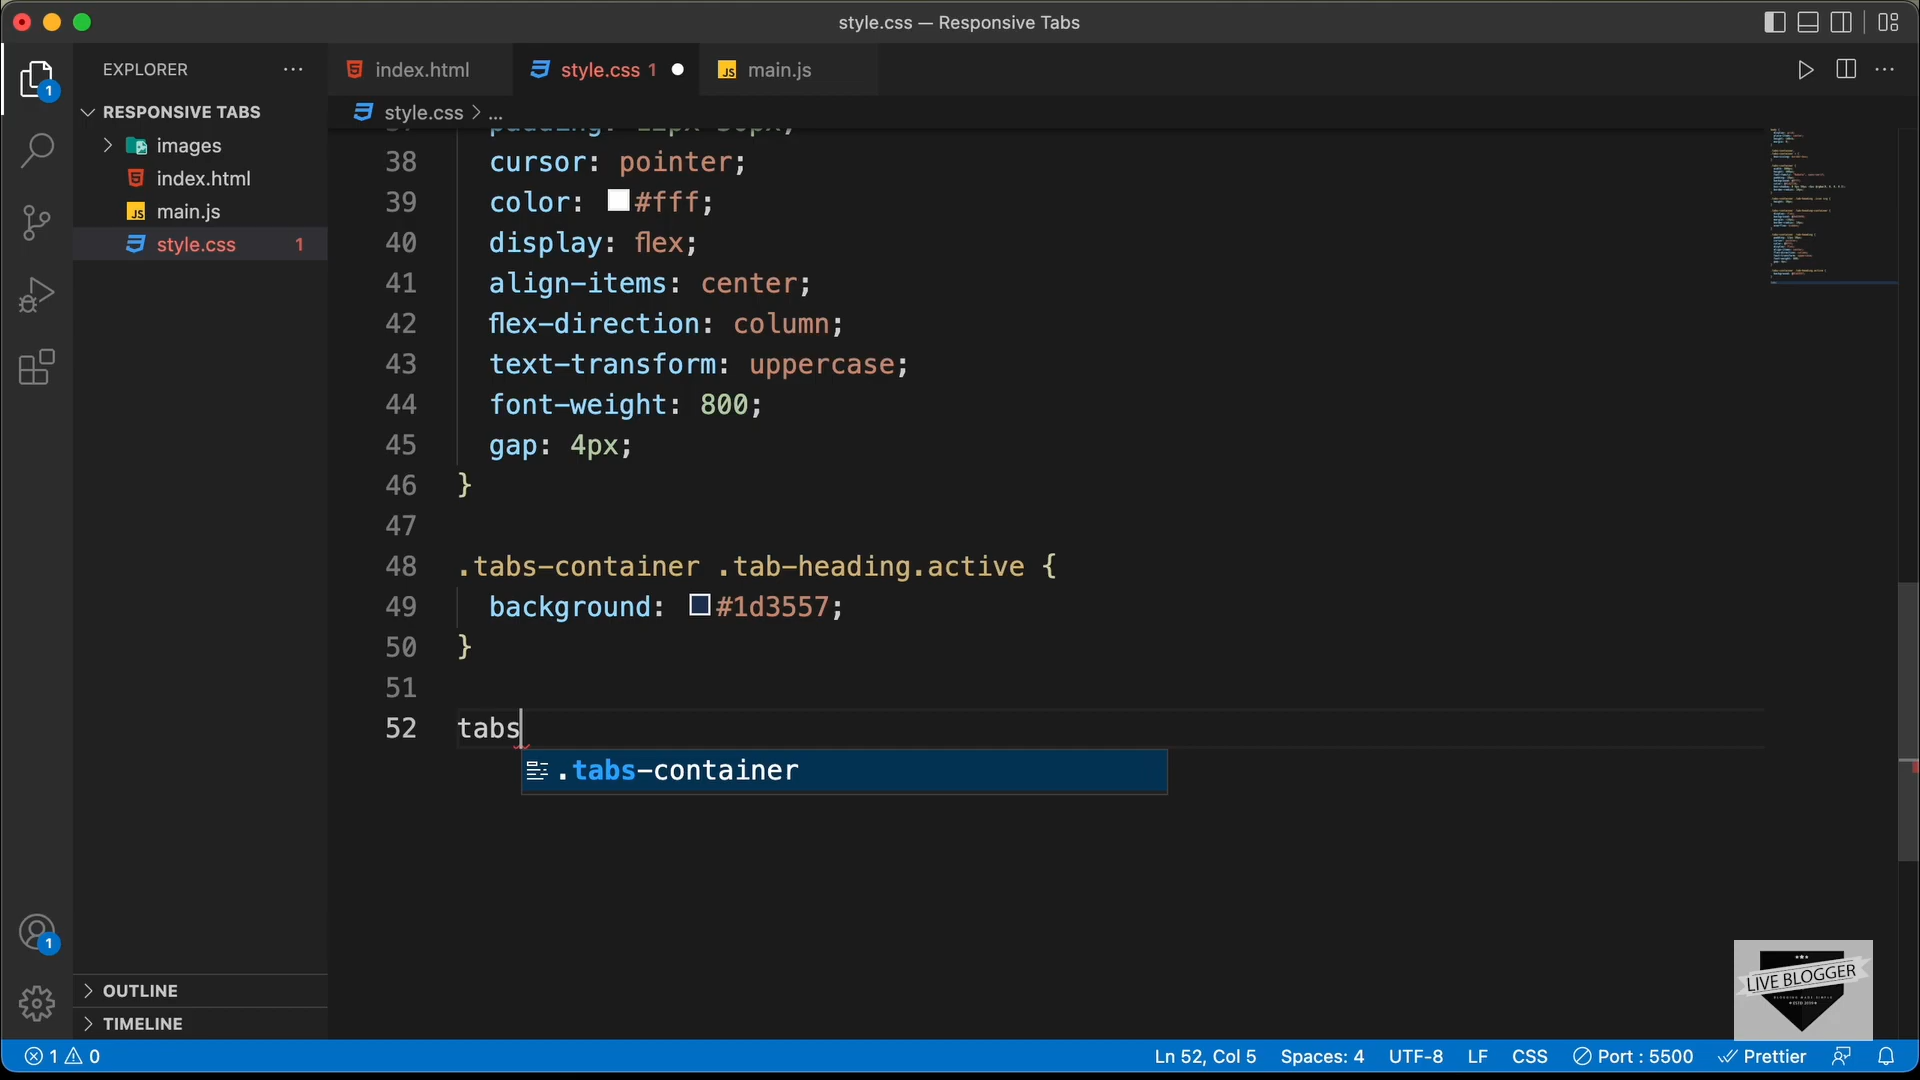 style.css — Responsive Tabs
EXPLORER
index.html
style.css 1
main.js
RESPONSIVE TABS
style.css > ...
images
index.html
main.js
style.css 1
38 cursor: pointer;
39 color: #fff;
40 display: flex;
41 align-items: center;
42 flex-direction: column;
43 text-transform: uppercase;
44 font-weight: 800;
45 gap: 4px;
46 }
47
48 .tabs-container .tab-heading.active {
49 background: #1d3557;
50 }
51
52 tabs
.tabs-container
1
1
OUTLINE
TIMELINE
LIVE BLOGGER
1 0
Ln 52, Col 5
Spaces: 4
UTF-8
LF
CSS
Port : 5500
Prettier